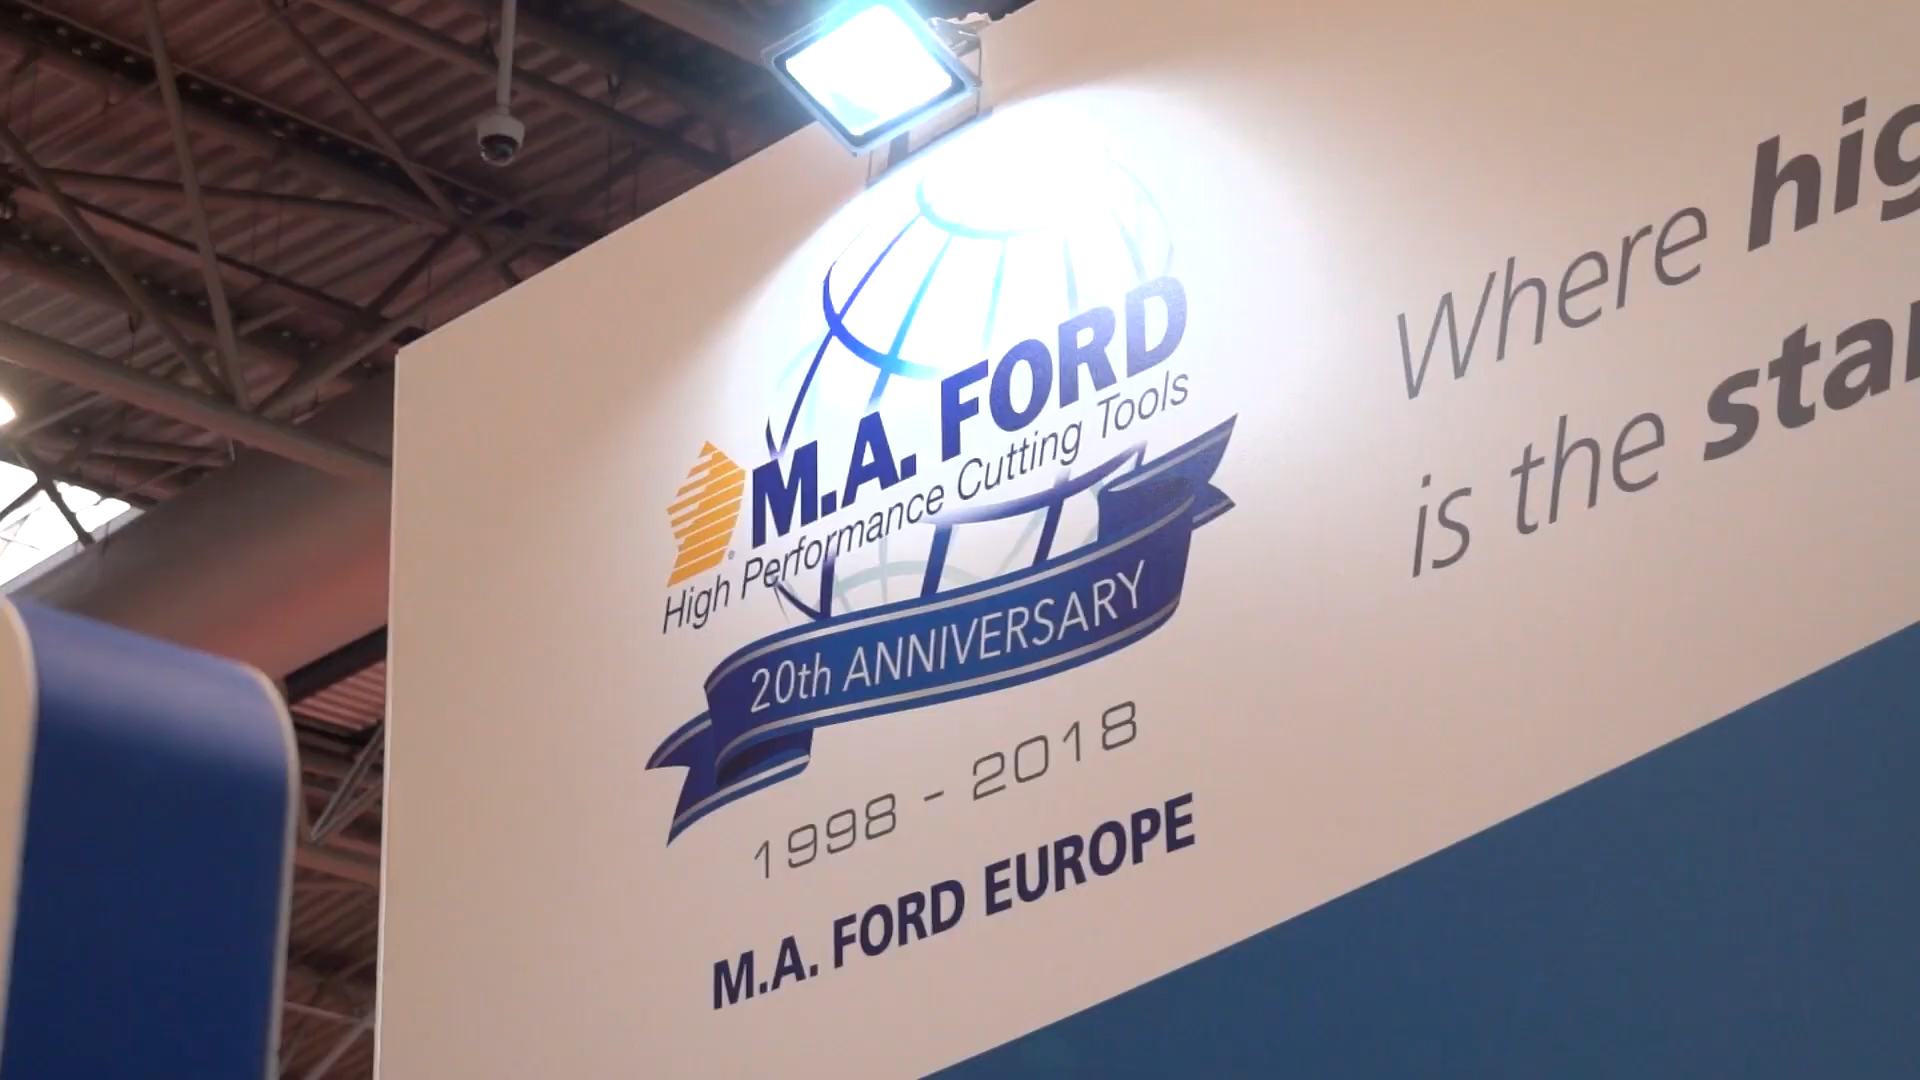 M.A. FORD
High Performance Cutting Tools
20th ANNIVERSARY
1998 - 2018
M.A. FORD EUROPE
Where
is the